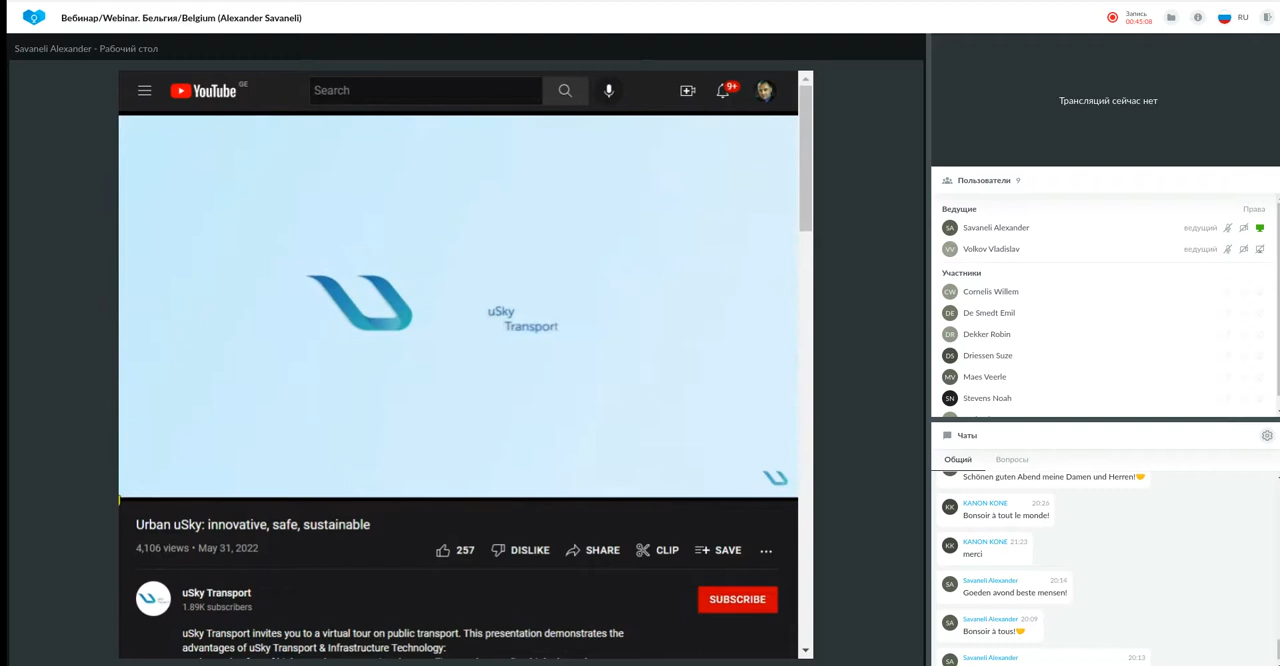 Вебинар/Webinar. Бельгия/Belgium (Alexander Savaneli)
Запись
00:45:08
RU
Savaneli Alexander - Рабочий стол
YouTube GE
Search
9+
uSky
Transport
Urban uSky: innovative, safe, sustainable
4,106 views • May 31, 2022
257
DISLIKE
SHARE
CLIP
SAVE
uSky Transport
1.89K subscribers
SUBSCRIBE
uSky Transport invites you to a virtual tour on public transport. This presentation demonstrates the
advantages of uSky Transport & Infrastructure Technology:
Трансляций сейчас нет
Пользователи 9
Ведущие
Права
SA Savaneli Alexander ведущий
VV Volkov Vladislav ведущий
Участники
CW Cornelis Willem
DE De Smedt Emil
DR Dekker Robin
DS Driessen Suze
MV Maes Veerle
SN Stevens Noah
Чаты
Общий
Вопросы
Schönen guten Abend meine Damen und Herren!🤝
KK KANON KONE 20:26
Bonsoir à tout le monde!
KK KANON KONE 21:23
merci
SA Savaneli Alexander 20:14
Goeden avond beste mensen!
SA Savaneli Alexander 20:09
Bonsoir à tous!🤝
SA Savaneli Alexander 20:13